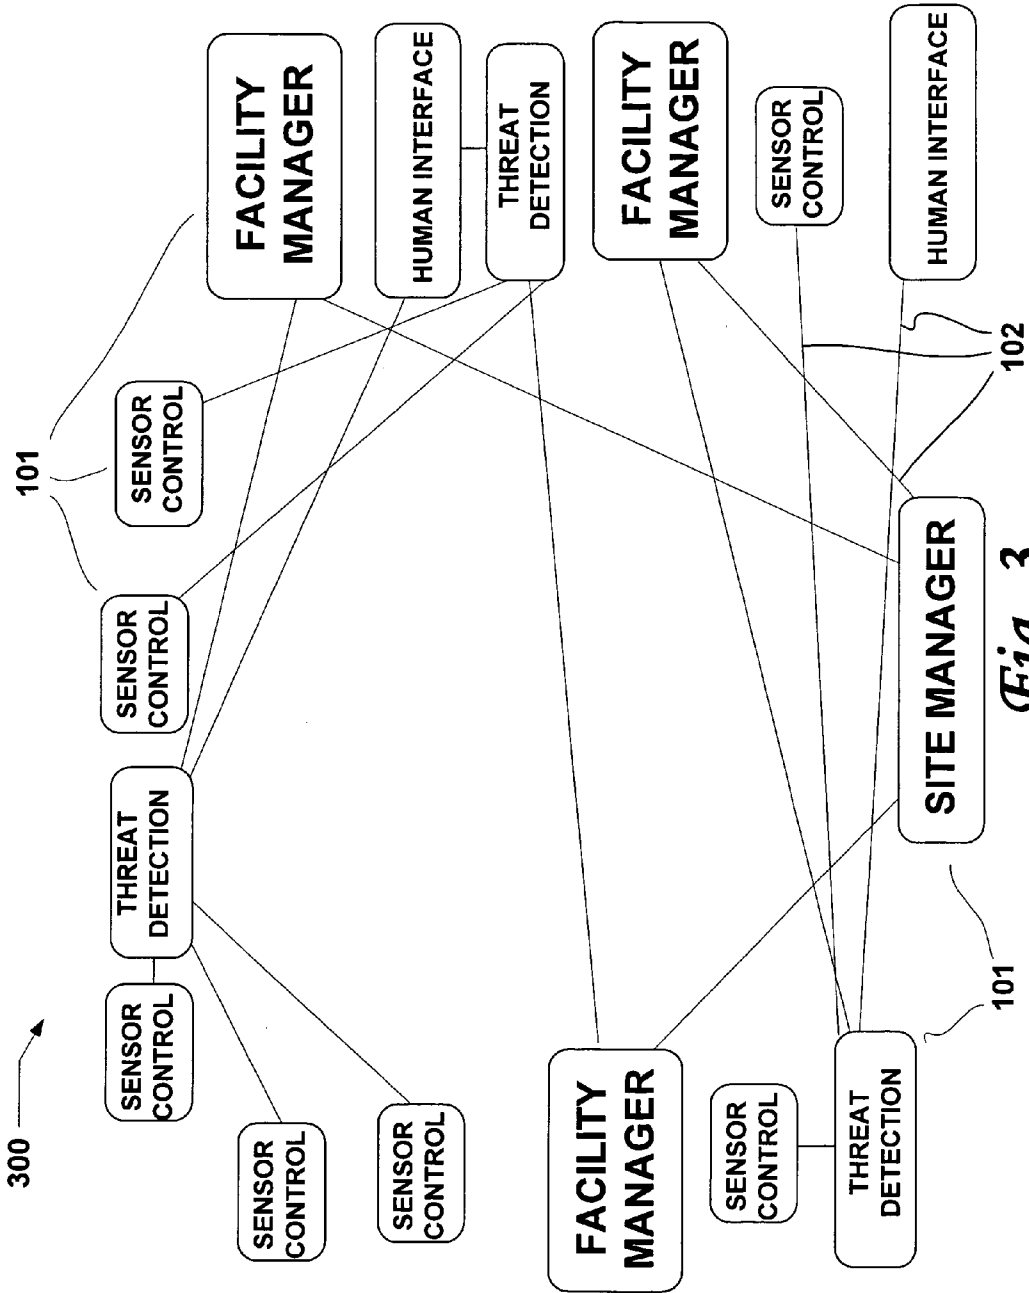 300
101
SENSOR
CONTROL
THREAT
DETECTION
SENSOR
CONTROL
SENSOR
CONTROL
SENSOR
CONTROL
FACILITY
MANAGER
SENSOR
CONTROL
HUMAN INTERFACE
THREAT
DETECTION
FACILITY
MANAGER
FACILITY
MANAGER
SENSOR
CONTROL
SENSOR
CONTROL
THREAT
DETECTION
SITE MANAGER
HUMAN INTERFACE
101
102
Fig. 3